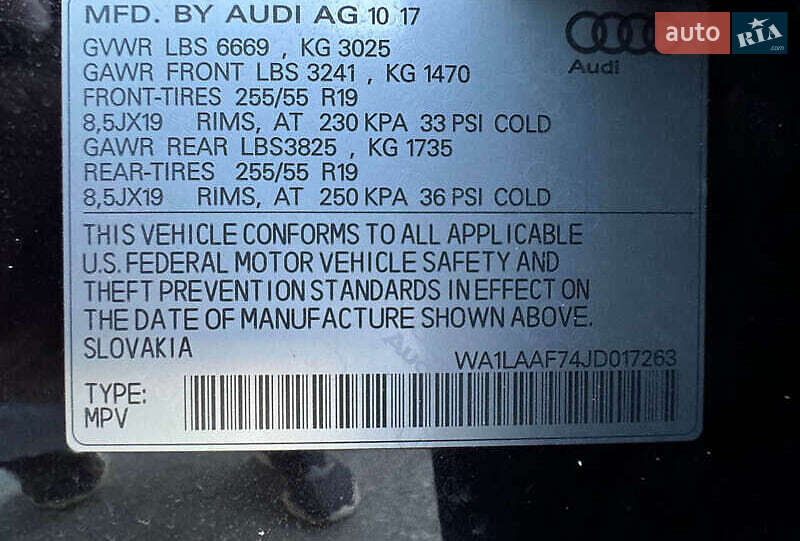 MFD. BY AUDI AG 10 17
GVWR LBS 6669 , KG 3025
GAWR FRONT LBS 3241 , KG 1470
FRONT-TIRES 255/55 R19
8,5JX19 RIMS, AT 230 KPA 33 PSI COLD
GAWR REAR LBS3825 , KG 1735
REAR-TIRES 255/55 R19
8,5JX19 RIMS, AT 250 KPA 36 PSI COLD
Audi
auto RIA .com
THIS VEHICLE CONFORMS TO ALL APPLICABLE
U.S. FEDERAL MOTOR VEHICLE SAFETY AND
THEFT PREVENTION STANDARDS IN EFFECT ON
THE DATE OF MANUFACTURE SHOWN ABOVE.
SLOVAKIA
WA1LAAF74JD017263
TYPE:
MPV